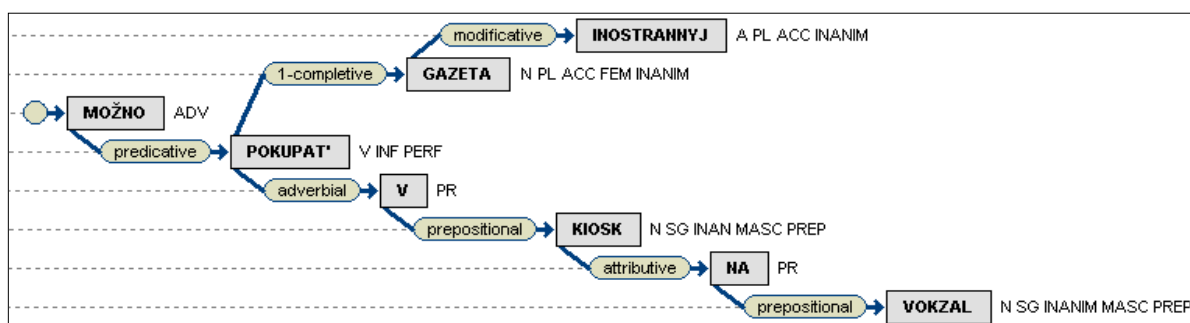 modificative INOSTRANNYJ A PL ACC INANIM
1-completive GAZETA N PL ACC FEM INANIM
MOŽNO ADV
predicative POKUPAT' V INF PERF
adverbial V PR
prepositional KIOSK N SG INAN MASC PREP
attributive NA PR
prepositional VOKZAL N SG INANIM MASC PREP